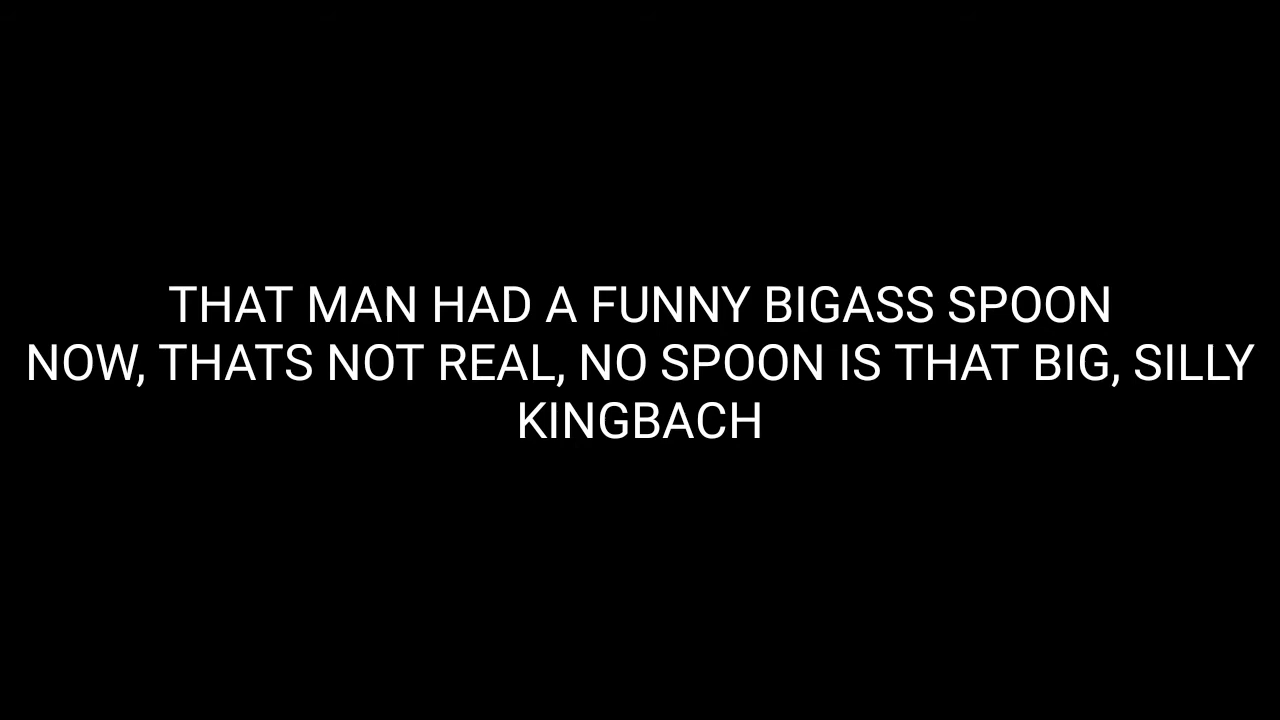 THAT MAN HAD A FUNNY BIGASS SPOON
NOW, THATS NOT REAL, NO SPOON IS THAT BIG, SILLY
KINGBACH